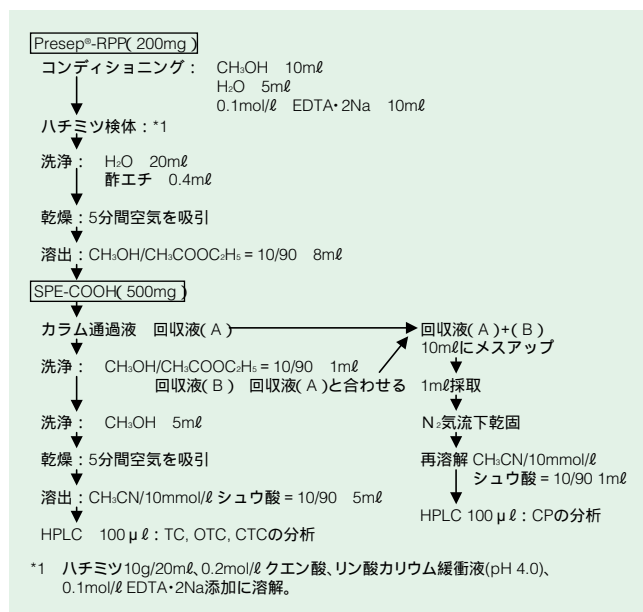 Presep®-RPP(200mg)
コンディショニング： CH₃OH 10mℓ
H₂O 5mℓ
0.1mol/ℓ EDTA・2Na 10mℓ
ハチミツ検体：*1
洗浄： H₂O 20mℓ
酢エチ 0.4mℓ
乾燥：5分間空気を吸引
溶出：CH₃OH/CH₃COOC₂H₅ = 10/90 8mℓ
SPE-COOH(500mg)
カラム通過液 回収液(A)
洗浄： CH₃OH/CH₃COOC₂H₅ = 10/90 1mℓ
回収液(B) 回収液(A)と合わせる
洗浄： CH₃OH 5mℓ
乾燥：5分間空気を吸引
溶出：CH₃CN/10mmol/ℓ シュウ酸 = 10/90 5mℓ
HPLC 100μℓ：TC, OTC, CTCの分析
回収液(A)+(B)
10mℓにメスアップ
1mℓ採取
N₂気流下乾固
再溶解 CH₃CN/10mmol/ℓ
シュウ酸 = 10/90 1mℓ
HPLC 100μℓ：CPの分析
*1 ハチミツ10g/20mℓ、0.2mol/ℓ クエン酸、リン酸カリウム緩衝液(pH 4.0)、
0.1mol/ℓ EDTA・2Na添加に溶解。